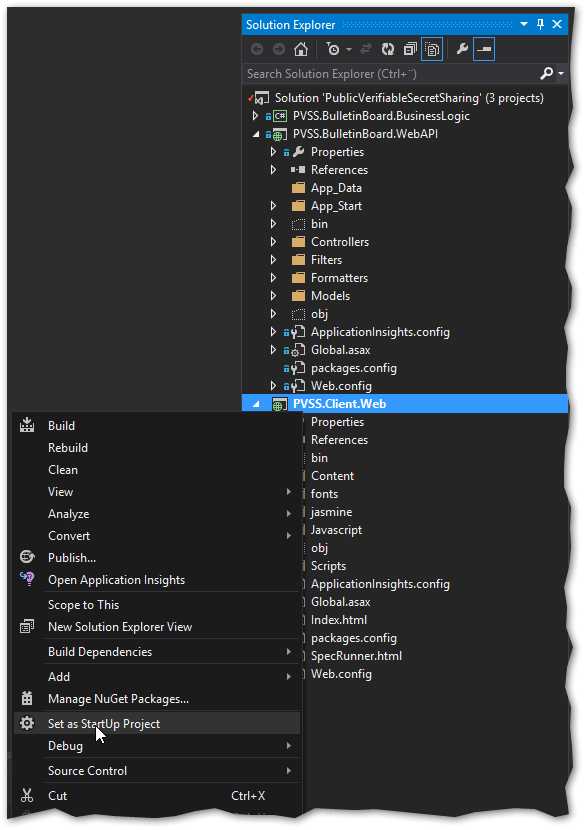 Solution Explorer
Search Solution Explorer (Ctrl+¨)
Solution 'PublicVerifiableSecretSharing' (3 projects)
C# PVSS.BulletinBoard.BusinessLogic
PVSS.BulletinBoard.WebAPI
Properties
References
App_Data
App_Start
bin
Controllers
Filters
Formatters
Models
obj
ApplicationInsights.config
Global.asax
packages.config
Web.config
PVSS.Client.Web
Properties
References
bin
Content
fonts
jasmine
Javascript
obj
Scripts
ApplicationInsights.config
Global.asax
Index.html
packages.config
SpecRunner.html
Web.config
Build
Rebuild
Clean
View
Analyze
Convert
Publish...
Open Application Insights
Scope to This
New Solution Explorer View
Build Dependencies
Add
Manage NuGet Packages...
Set as StartUp Project
Debug
Source Control
Cut Ctrl+X